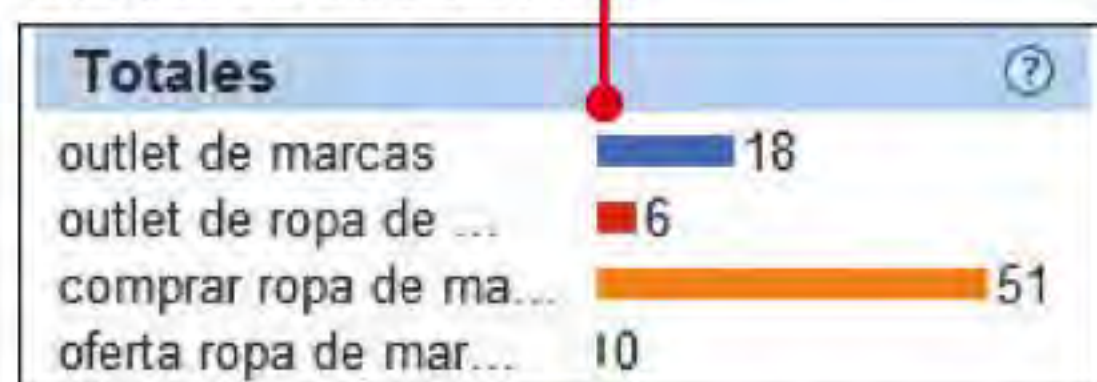 Totales ?
outlet de marcas 18
outlet de ropa de ... 6
comprar ropa de ma... 51
oferta ropa de mar... 0